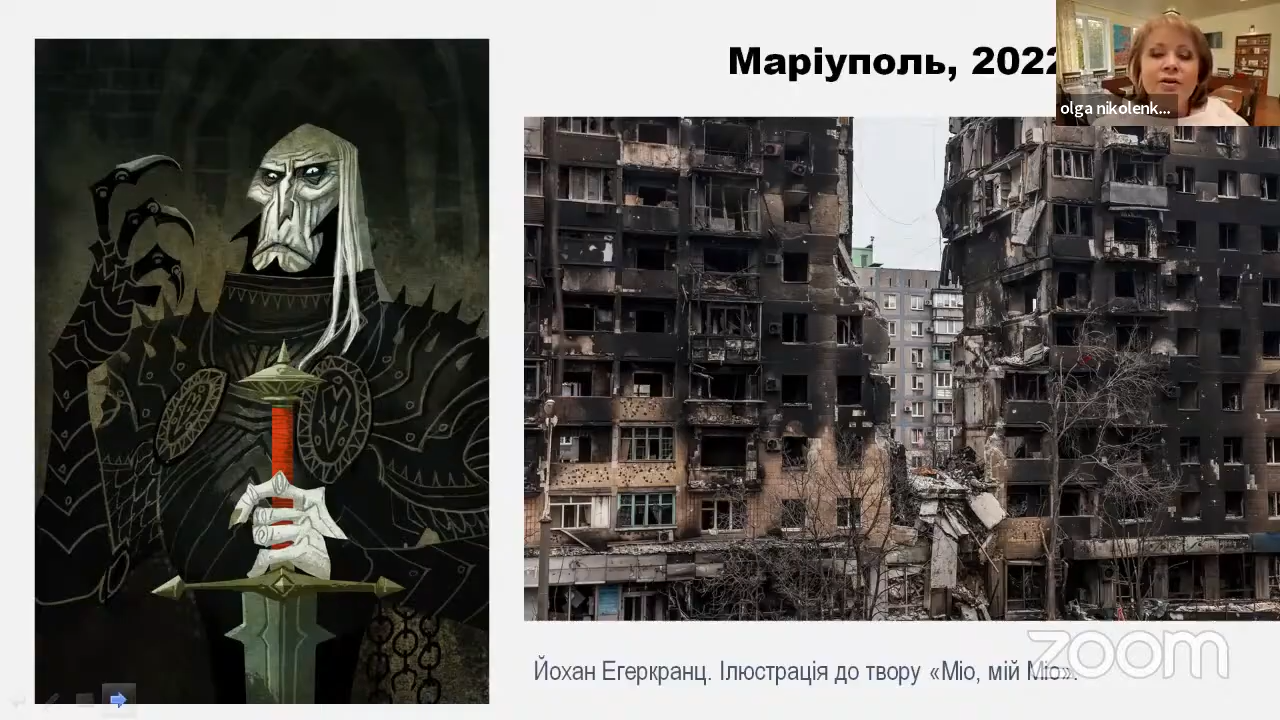 Маріуполь, 2022
olga nikolenk...
Йохан Егеркранц. Ілюстрація до твору «Міо, мій Міо».
zoom